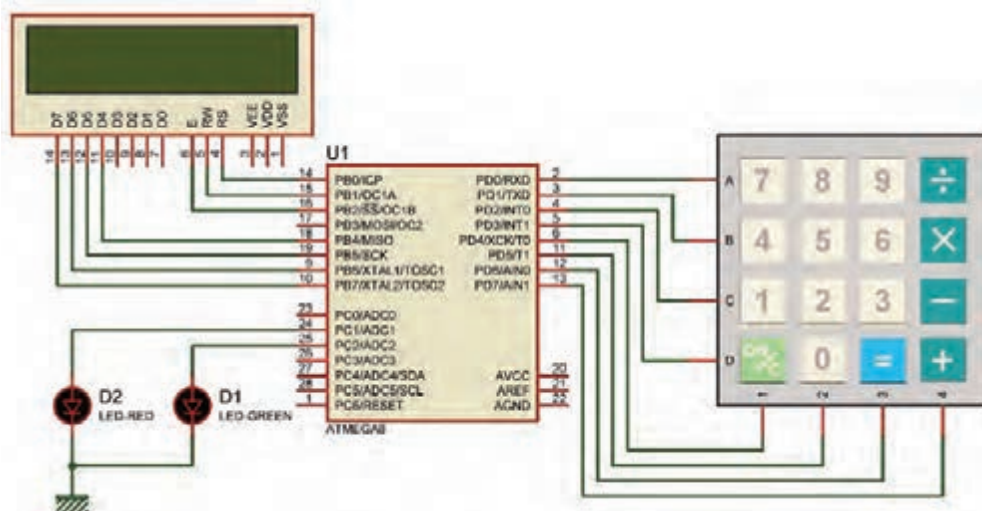 D7 D6 D5 D4 D3 D2 D1 D0 E RW RS VEE VDD VSS
14 13 12 11 10 9 8 7 6 5 4 3 2 1
U1
14 PB0/ICP PD0/RXD 2
15 PB1/OC1A PD1/TXD 3
16 PB2/SS/OC1B PD2/INT0 4
17 PB3/MOSI/OC2 PD3/INT1 5
18 PB4/MISO PD4/XCK/T0 6
19 PB5/SCK PD5/T1 11
9 PB6/XTAL1/TOSC1 PD6/AIN0 12
10 PB7/XTAL2/TOSC2 PD7/AIN1 13
23 PC0/ADC0
24 PC1/ADC1
25 PC2/ADC2
26 PC3/ADC3
27 PC4/ADC4/SDA AVCC 20
28 PC5/ADC5/SCL AREF 21
1 PC6/RESET AGND 22
ATMEGA8
D2
LED-RED
D1
LED-GREEN
A 7 8 9 ÷
B 4 5 6 ×
C 1 2 3 −
D ON/C 0 = +
1 2 3 4